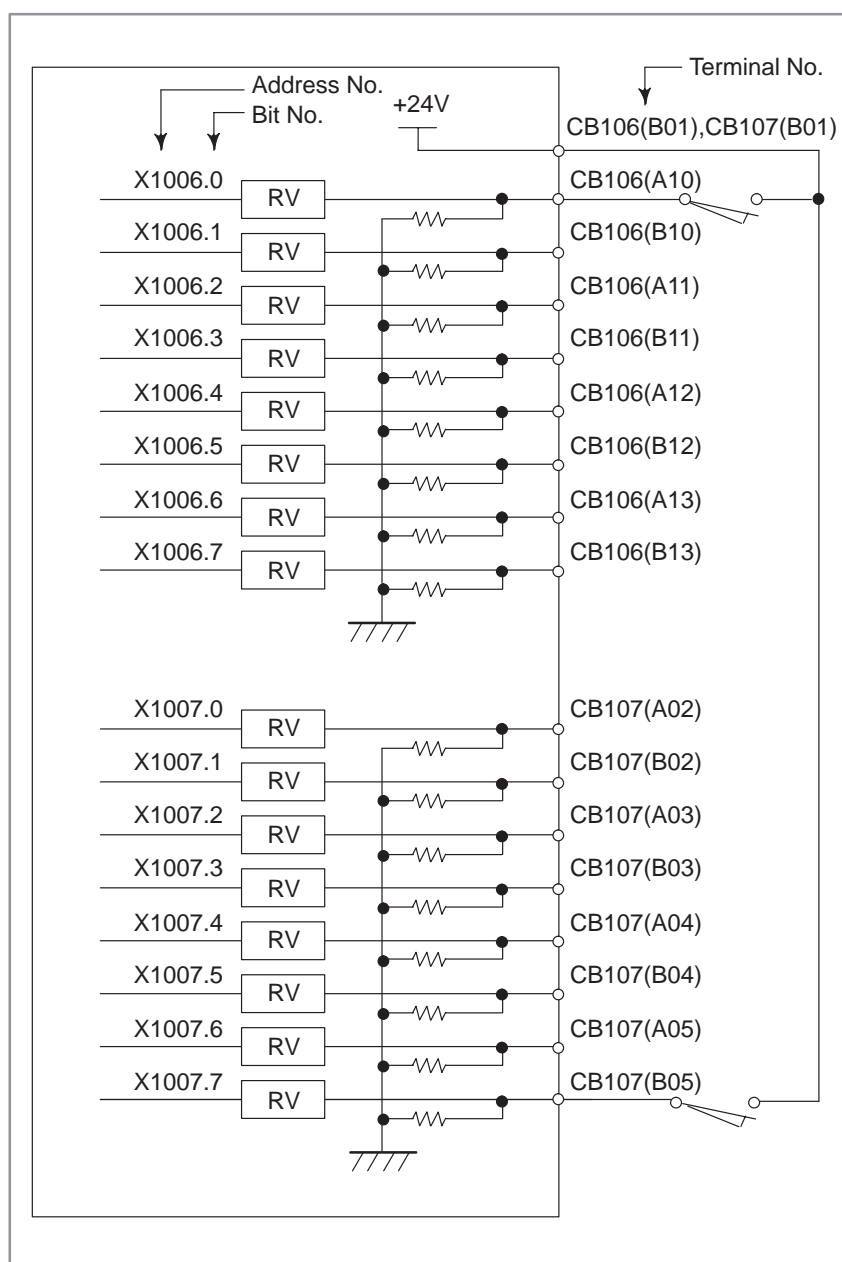 Address No.
Bit No.
Terminal No.
+24V
CB106(B01),CB107(B01)
X1006.0 RV CB106(A10)
X1006.1 RV CB106(B10)
X1006.2 RV CB106(A11)
X1006.3 RV CB106(B11)
X1006.4 RV CB106(A12)
X1006.5 RV CB106(B12)
X1006.6 RV CB106(A13)
X1006.7 RV CB106(B13)
X1007.0 RV CB107(A02)
X1007.1 RV CB107(B02)
X1007.2 RV CB107(A03)
X1007.3 RV CB107(B03)
X1007.4 RV CB107(A04)
X1007.5 RV CB107(B04)
X1007.6 RV CB107(A05)
X1007.7 RV CB107(B05)